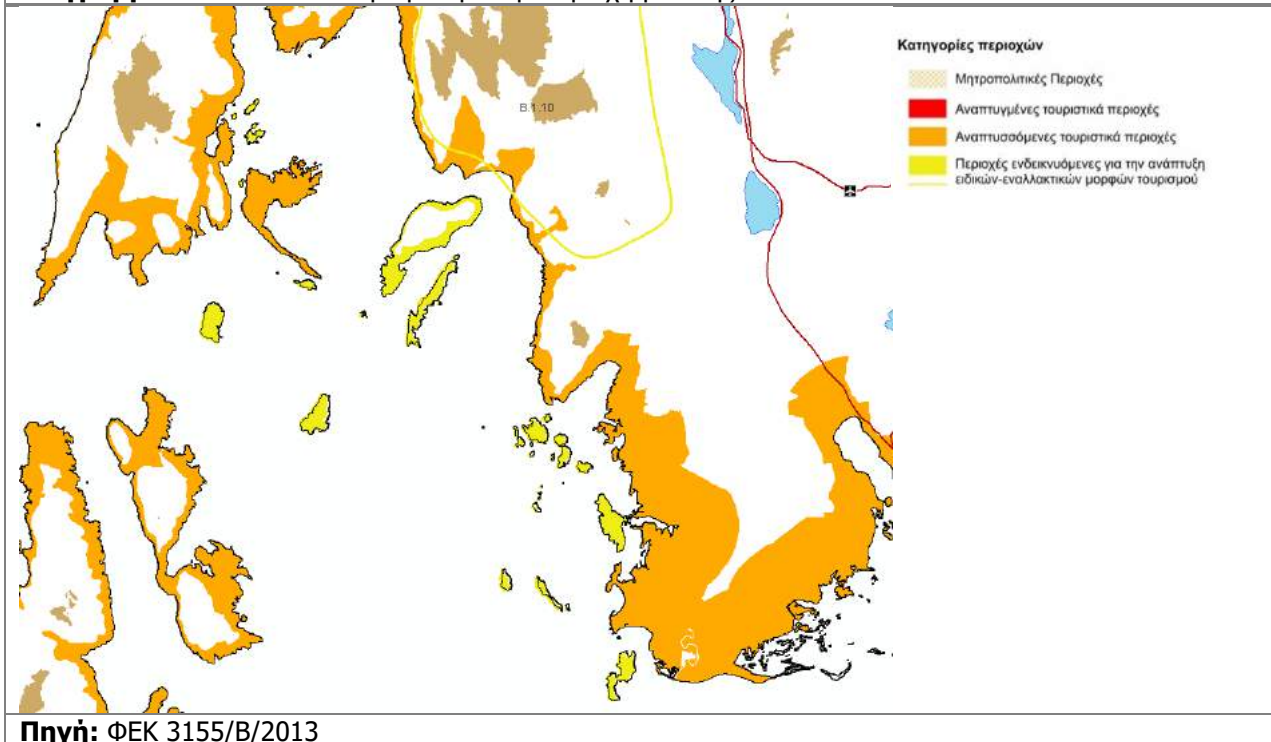 B.1.10
Κατηγορίες περιοχών
Μητροπολιτικές Περιοχές
Αναπτυγμένες τουριστικά περιοχές
Αναπτυσσόμενες τουριστικά περιοχές
Περιοχές ενδεικνυόμενες για την ανάπτυξη
ειδικών-εναλλακτικών μορφών τουρισμού
Πηγή: ΦΕΚ 3155/Β/2013